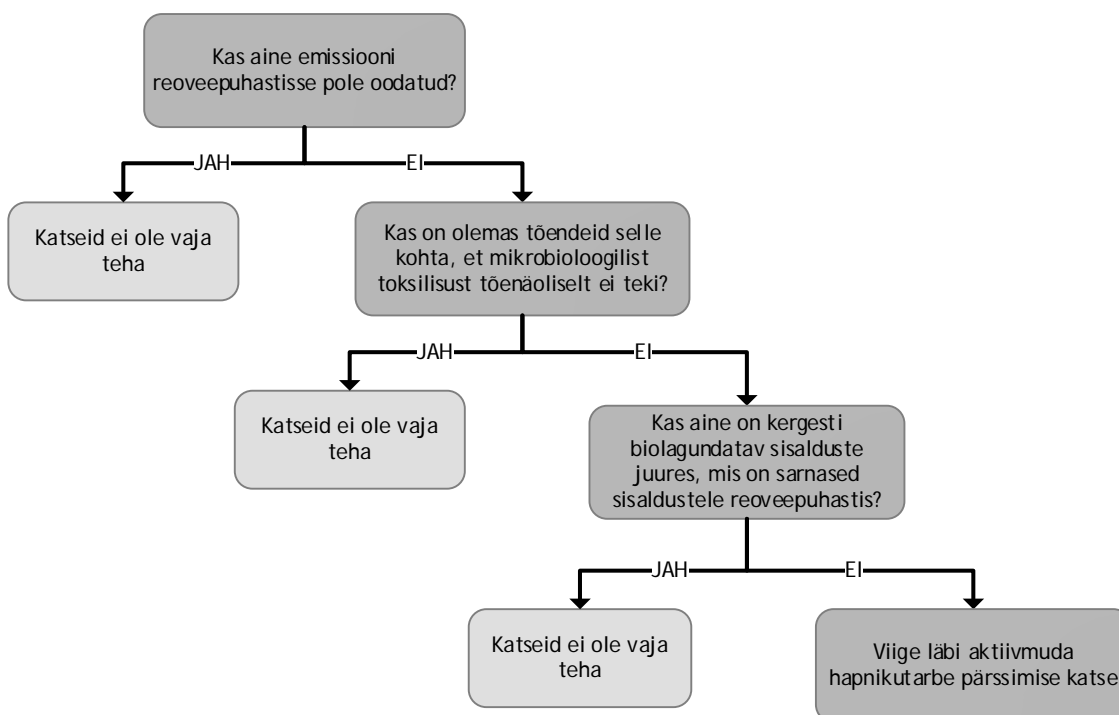 Kas aine emissiooni
reoveepuhastisse pole oodatud?
JAH
EI
Katseid ei ole vaja
teha
Kas on olemas tõendeid selle
kohta, et mikrobioloogilist
toksilisust tõenäoliselt ei teki?
JAH
EI
Katseid ei ole vaja
teha
Kas aine on kergesti
biolagundatav sisalduste
juures, mis on sarnased
sisaldustele reoveepuhastis?
JAH
EI
Katseid ei ole vaja
teha
Viige läbi aktiivmuda
hapnikutarbe pärssimise katse